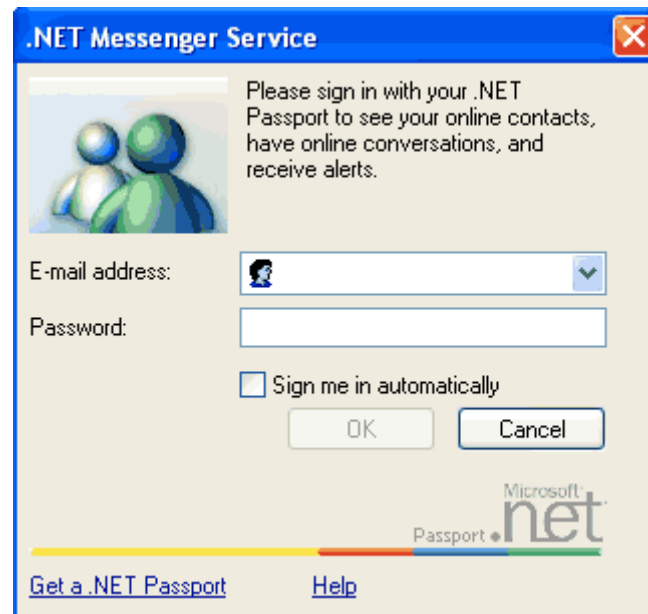 .NET Messenger Service
Please sign in with your .NET
Passport to see your online contacts,
have online conversations, and
receive alerts.
E-mail address:
Password:
Sign me in automatically
OK Cancel
Microsoft
Passport .net
Get a .NET Passport Help